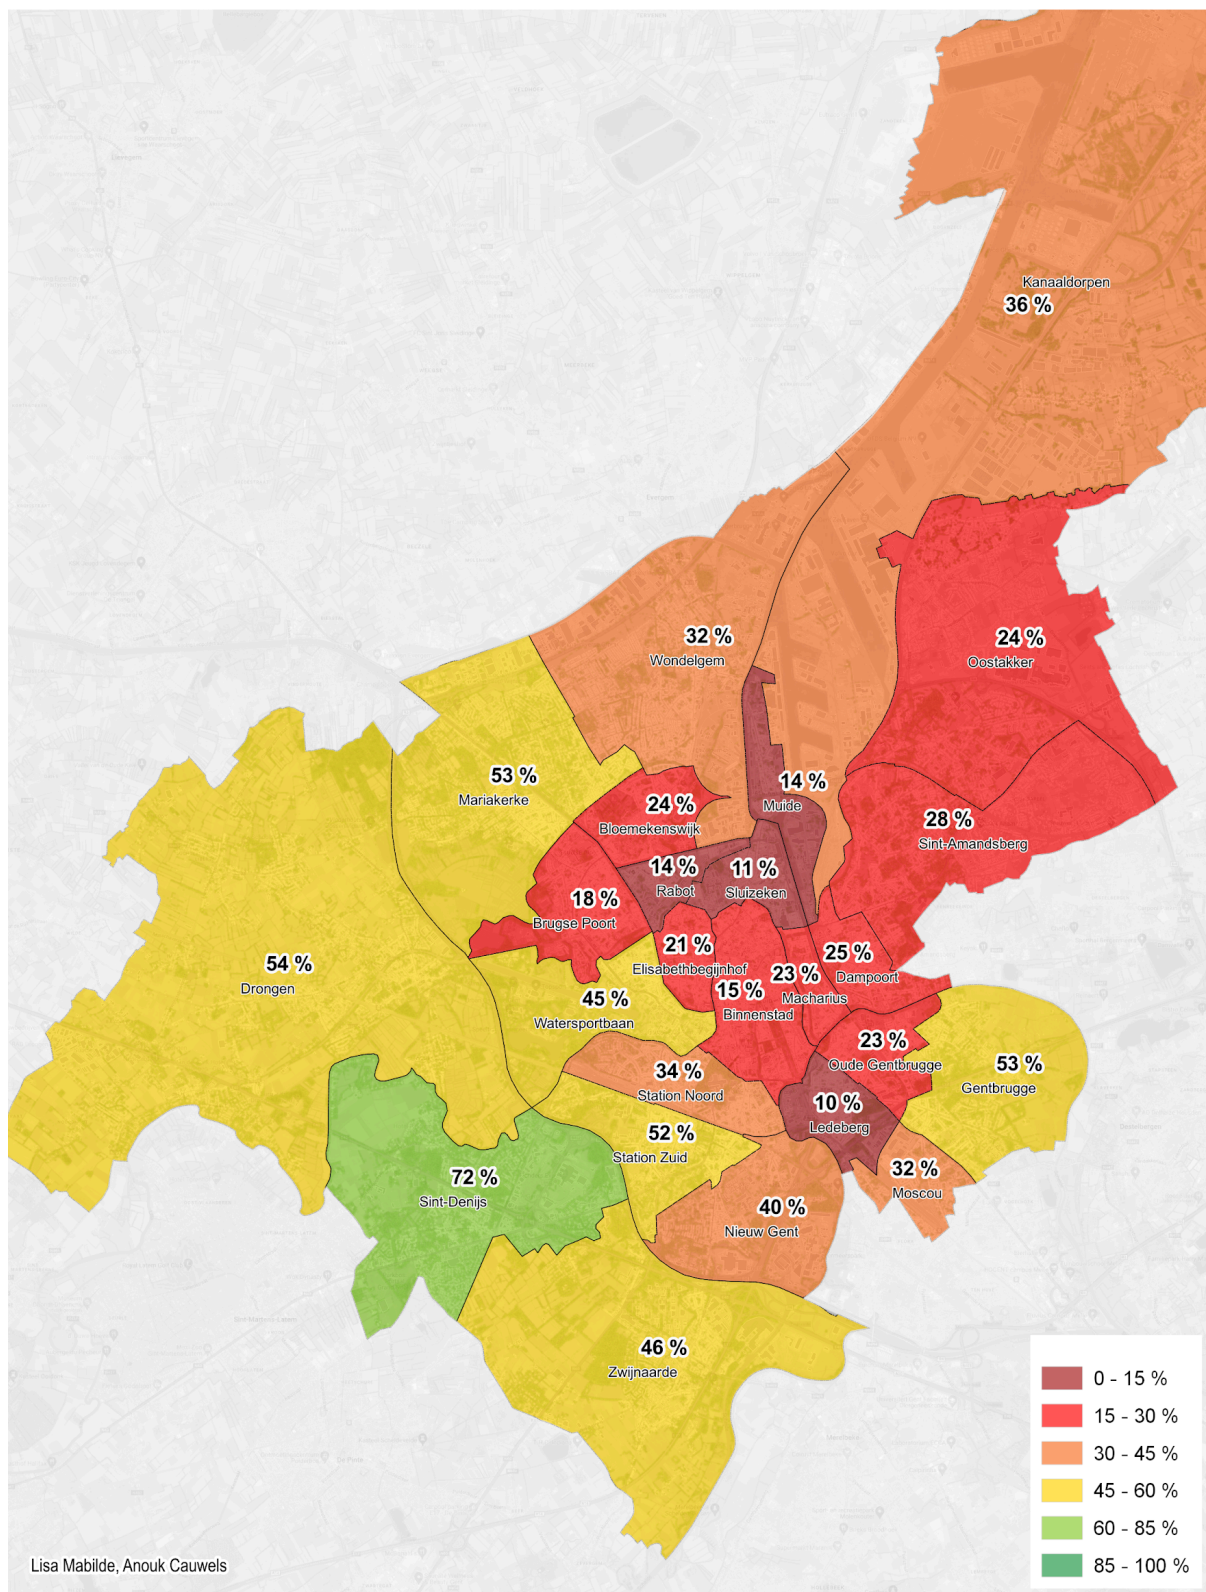 Kanaaldorpen
36 %
32 %
Wondelgem
24 %
Oostakker
53 %
Mariakerke
14 %
Muide
24 %
Bloemekenswijk
28 %
Sint-Amandsberg
14 %
Rabot
11 %
Sluizeken
18 %
Brugse Poort
21 %
Elisabethbegijnhof
25 %
Dampoort
54 %
Drongen
23 %
Macharius
15 %
Binnenstad
45 %
Watersportbaan
23 %
Oude Gentbrugge
53 %
Gentbrugge
34 %
Station Noord
10 %
Ledeberg
52 %
Station Zuid
32 %
Moscou
72 %
Sint-Denijs
40 %
Nieuw Gent
46 %
Zwijnaarde
0 - 15 %
15 - 30 %
30 - 45 %
45 - 60 %
60 - 85 %
85 - 100 %
Lisa Mabilde, Anouk Cauwels